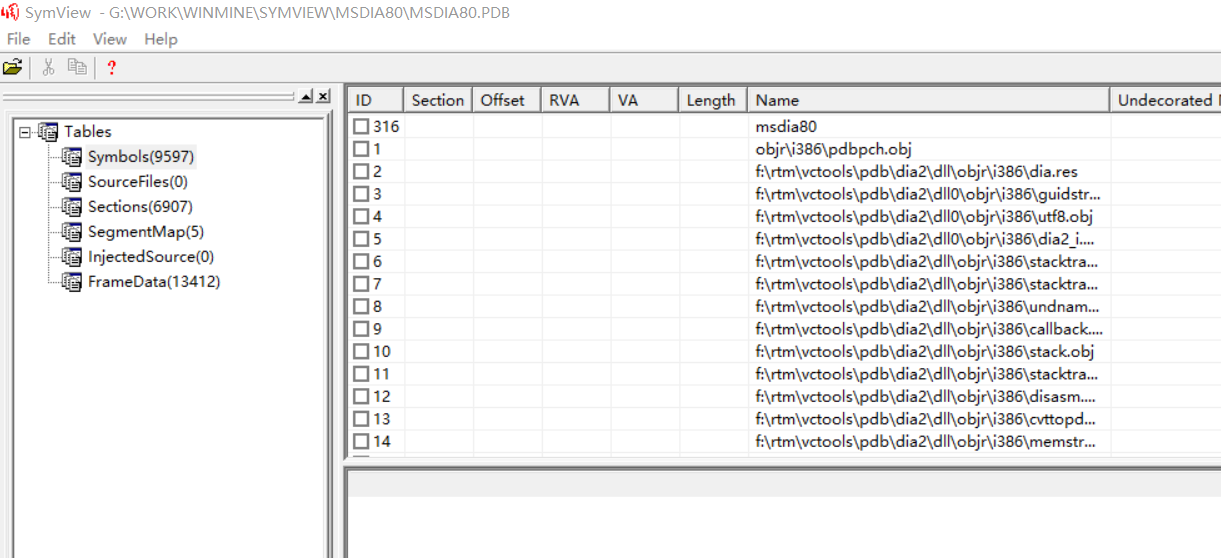 SymView - G:\WORK\WINMINE\SYMVIEW\MSDIA80\MSDIA80.PDB
File Edit View Help
?
Tables
Symbols(9597)
SourceFiles(0)
Sections(6907)
SegmentMap(5)
InjectedSource(0)
FrameData(13412)
ID Section Offset RVA VA Length Name Undecorated
316 msdia80
1 objr\i386\pdbpch.obj
2 f:\rtm\vctools\pdb\dia2\dll\objr\i386\dia.res
3 f:\rtm\vctools\pdb\dia2\dll0\objr\i386\guidstr...
4 f:\rtm\vctools\pdb\dia2\dll0\objr\i386\utf8.obj
5 f:\rtm\vctools\pdb\dia2\dll0\objr\i386\dia2_i....
6 f:\rtm\vctools\pdb\dia2\dll\objr\i386\stacktra...
7 f:\rtm\vctools\pdb\dia2\dll\objr\i386\stacktra...
8 f:\rtm\vctools\pdb\dia2\dll\objr\i386\undnam...
9 f:\rtm\vctools\pdb\dia2\dll\objr\i386\callback....
10 f:\rtm\vctools\pdb\dia2\dll\objr\i386\stack.obj
11 f:\rtm\vctools\pdb\dia2\dll\objr\i386\stacktra...
12 f:\rtm\vctools\pdb\dia2\dll\objr\i386\disasm....
13 f:\rtm\vctools\pdb\dia2\dll\objr\i386\cvttopd...
14 f:\rtm\vctools\pdb\dia2\dll\objr\i386\memstr...